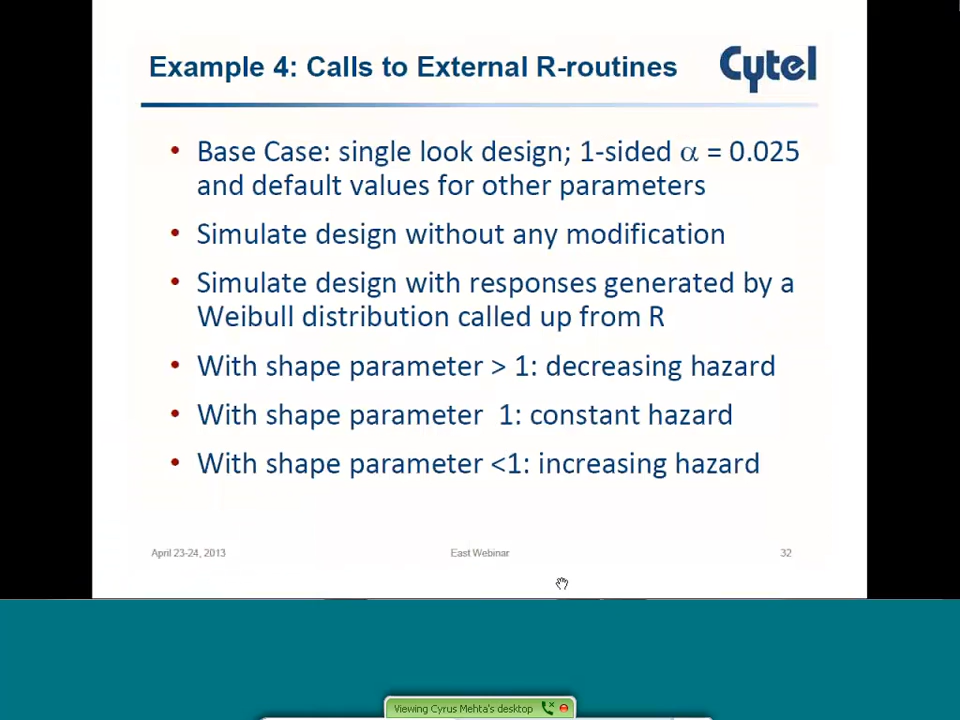 Example 4: Calls to External R-routines
Cytel
• Base Case: single look design; 1-sided α = 0.025
and default values for other parameters
• Simulate design without any modification
• Simulate design with responses generated by a
Weibull distribution called up from R
• With shape parameter > 1: decreasing hazard
• With shape parameter 1: constant hazard
• With shape parameter <1: increasing hazard
April 23-24, 2013
East Webinar
32
Viewing Cyrus Mehta's desktop